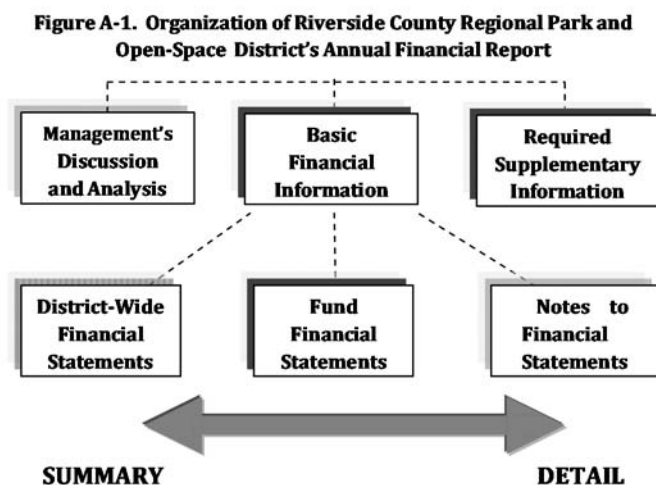 Figure A-1. Organization of Riverside County Regional Park and
Open-Space District's Annual Financial Report
Management's
Discussion
and Analysis
Basic
Financial
Information
Required
Supplementary
Information
District-Wide
Financial
Statements
Fund
Financial
Statements
Notes to
Financial
Statements
SUMMARY
DETAIL